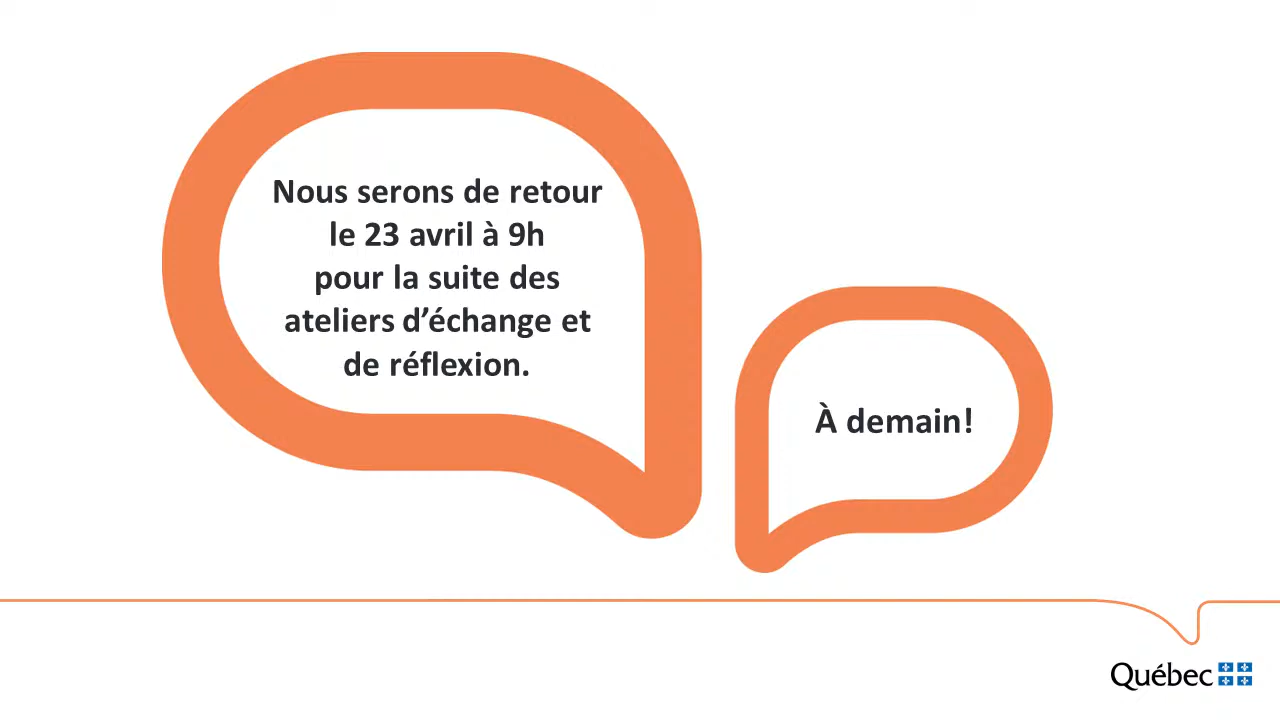 Nous serons de retour
le 23 avril à 9h
pour la suite des
ateliers d’échange et
de réflexion.
À demain!
Québec